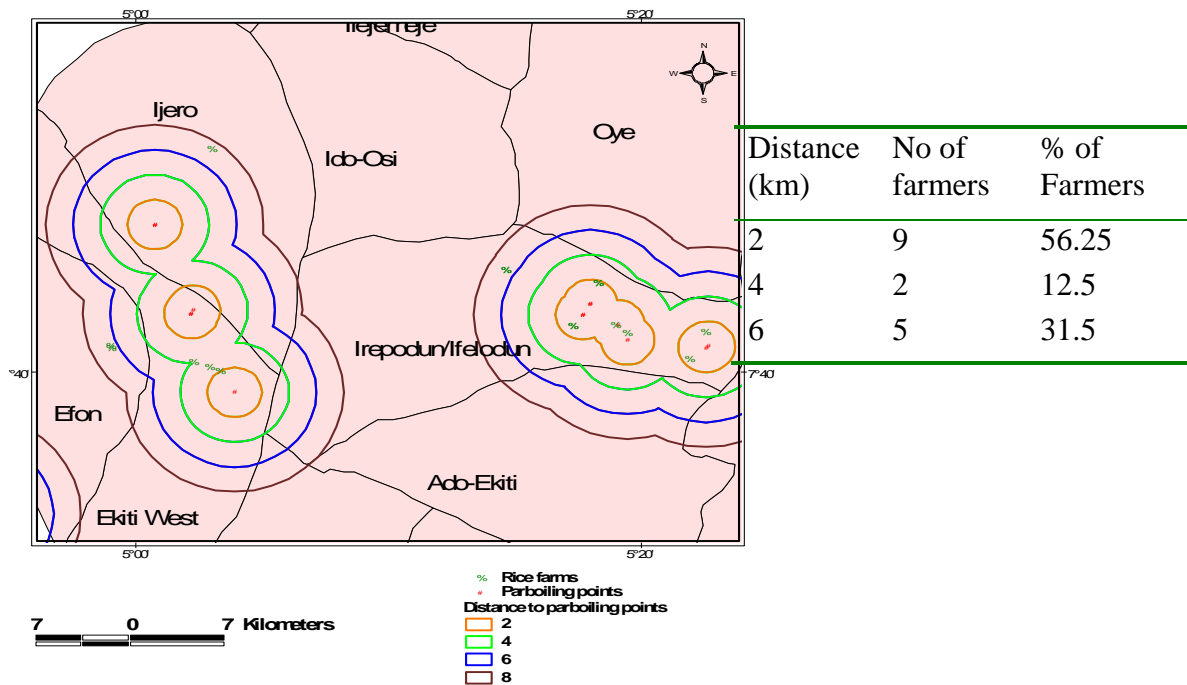 5°00'
5°20'
Ilejemeje
N
W
E
S
Ijero
Oye
Ido-Osi
Distance
(km)
No of
farmers
% of
Farmers
2 9 56.25
4 2 12.5
6 5 31.5
Irepodun/Ifelodun
°40'
7°40'
Efon
Ado-Ekiti
Ekiti West
5°00'
5°20'
% Rice farms
# Parboiling points
Distance to parboiling points
2
4
6
8
7 0 7 Kilometers